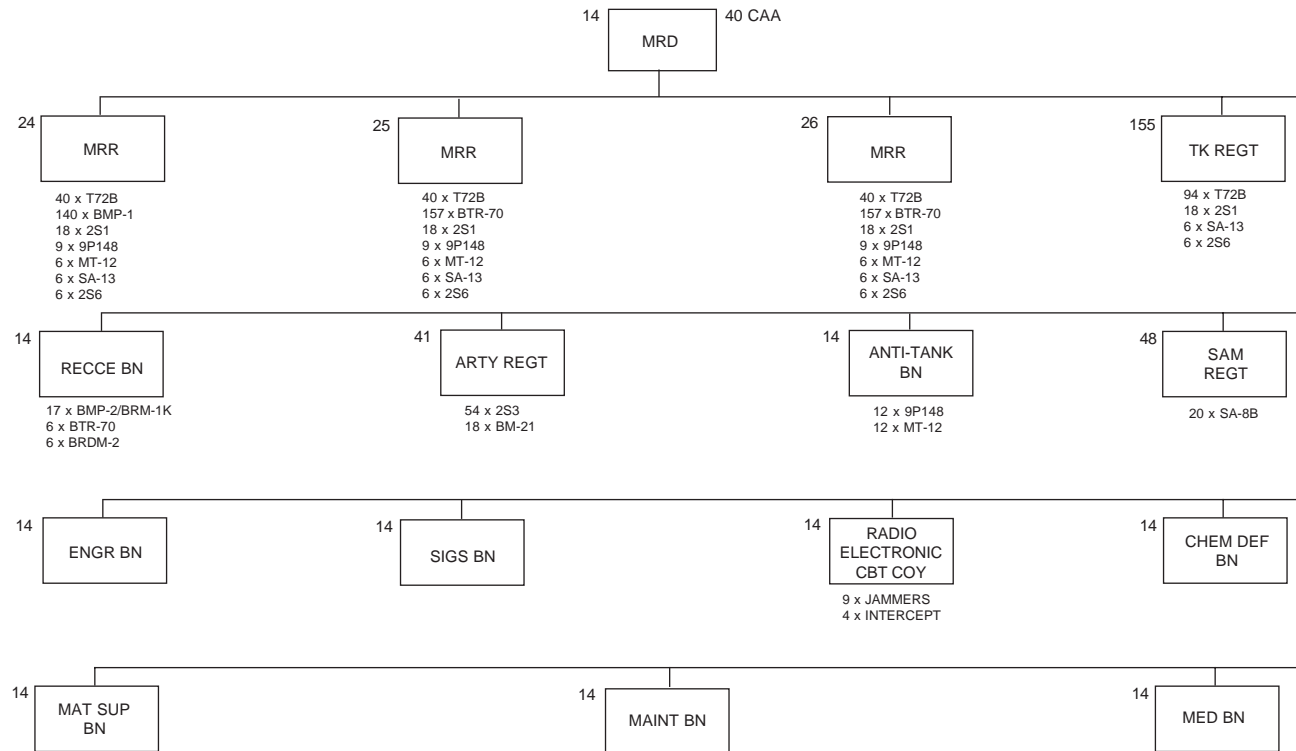 14
40 CAA
MRD
24
MRR
40 x T72B
140 x BMP-1
18 x 2S1
9 x 9P148
6 x MT-12
6 x SA-13
6 x 2S6
25
MRR
40 x T72B
157 x BTR-70
18 x 2S1
9 x 9P148
6 x MT-12
6 x SA-13
6 x 2S6
26
MRR
40 x T72B
157 x BTR-70
18 x 2S1
9 x 9P148
6 x MT-12
6 x SA-13
6 x 2S6
155
TK REGT
94 x T72B
18 x 2S1
6 x SA-13
6 x 2S6
14
RECCE BN
17 x BMP-2/BRM-1K
6 x BTR-70
6 x BRDM-2
41
ARTY REGT
54 x 2S3
18 x BM-21
14
ANTI-TANK
BN
12 x 9P148
12 x MT-12
48
SAM
REGT
20 x SA-8B
14
ENGR BN
14
SIGS BN
14
RADIO
ELECTRONIC
CBT COY
9 x JAMMERS
4 x INTERCEPT
14
CHEM DEF
BN
14
MAT SUP
BN
14
MAINT BN
14
MED BN